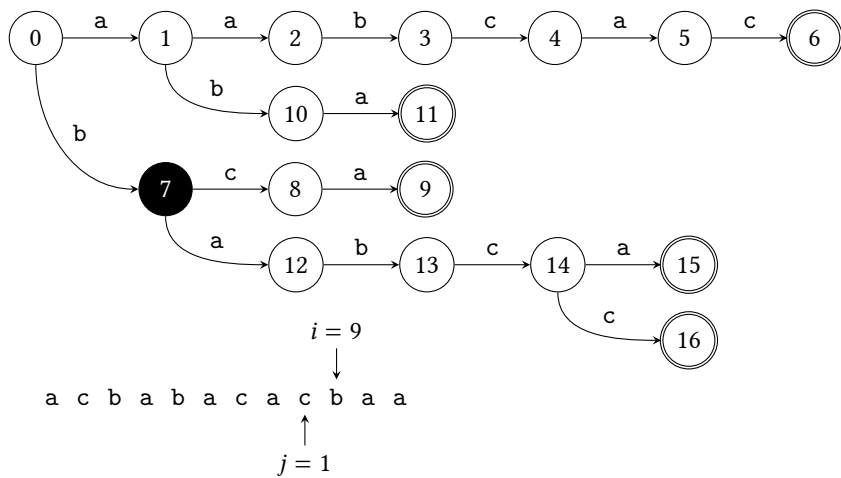 0 a 1 a 2 b 3 c 4 a 5 c 6
b 10 a 11
b
7 c 8 a 9
a 12 b 13 c 14 a 15
c 16
i = 9
a c b a b a c a c b a a
j = 1